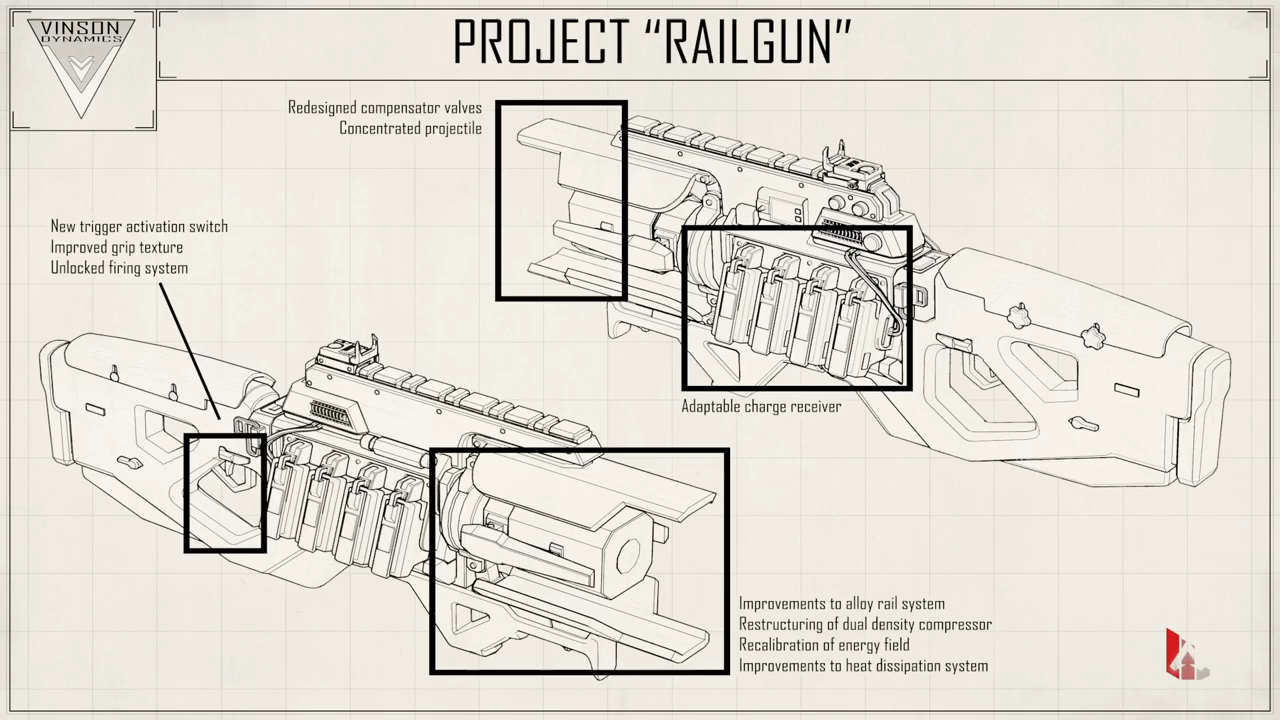 VINSON
DYNAMICS
PROJECT “RAILGUN”
Redesigned compensator valves
Concentrated projectile
New trigger activation switch
Improved grip texture
Unlocked firing system
Adaptable charge receiver
Improvements to alloy rail system
Restructuring of dual density compressor
Recalibration of energy field
Improvements to heat dissipation system